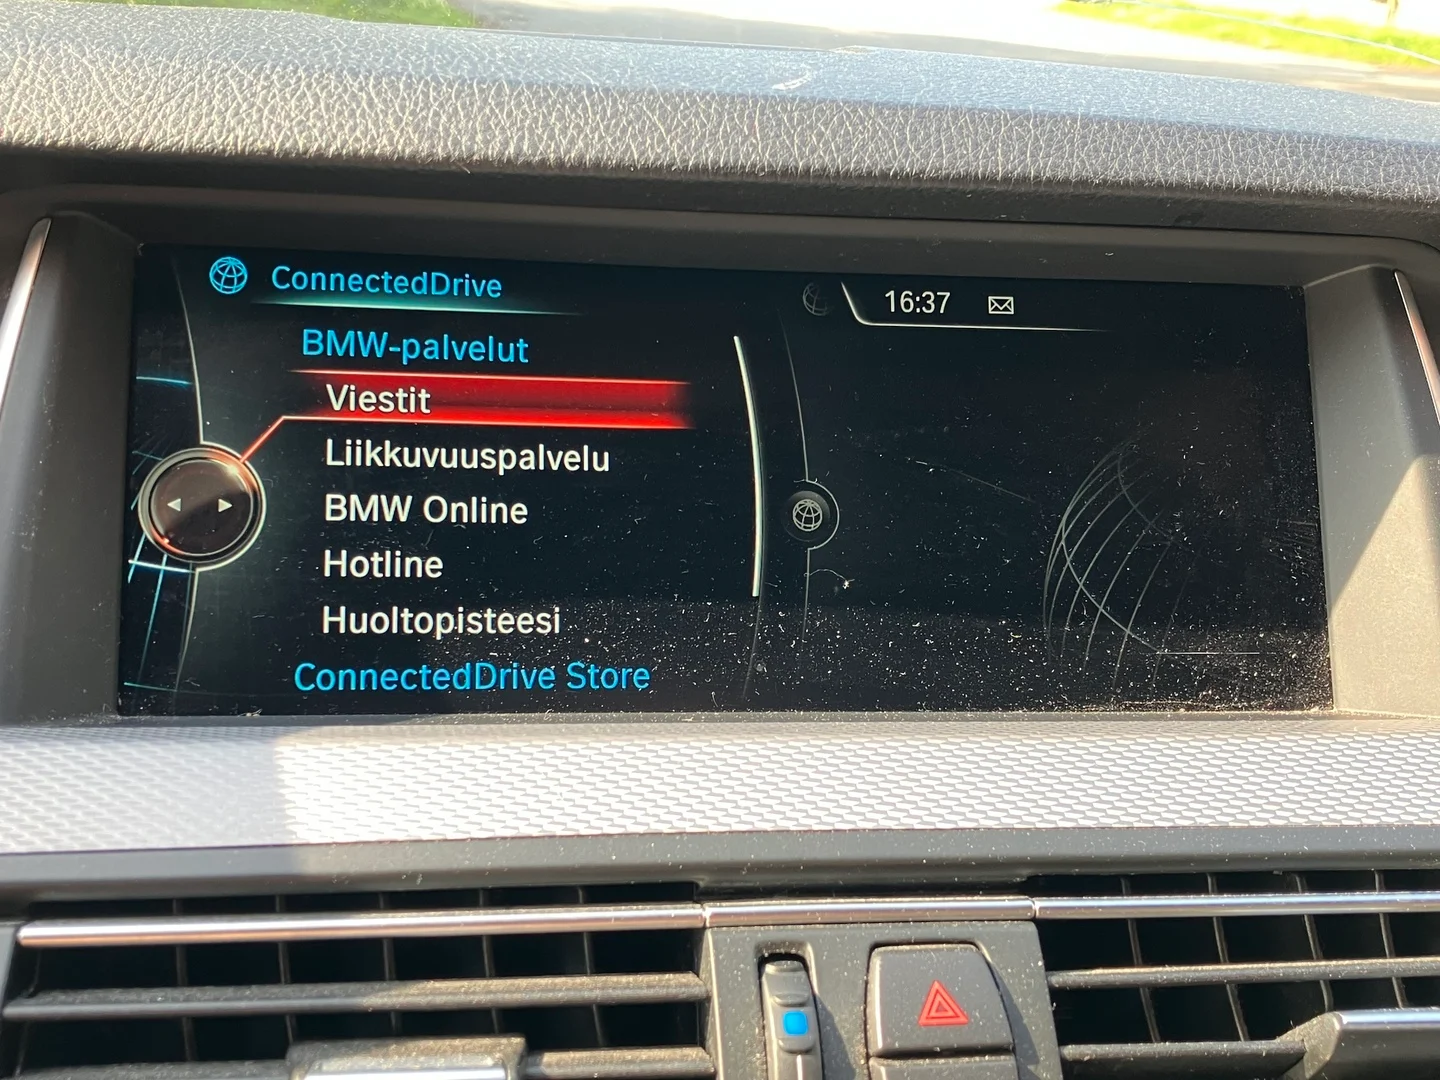 ConnectedDrive
16:37
BMW-palvelut
Viestit
Liikkuvuuspalvelu
BMW Online
Hotline
Huoltopisteesi
ConnectedDrive Store